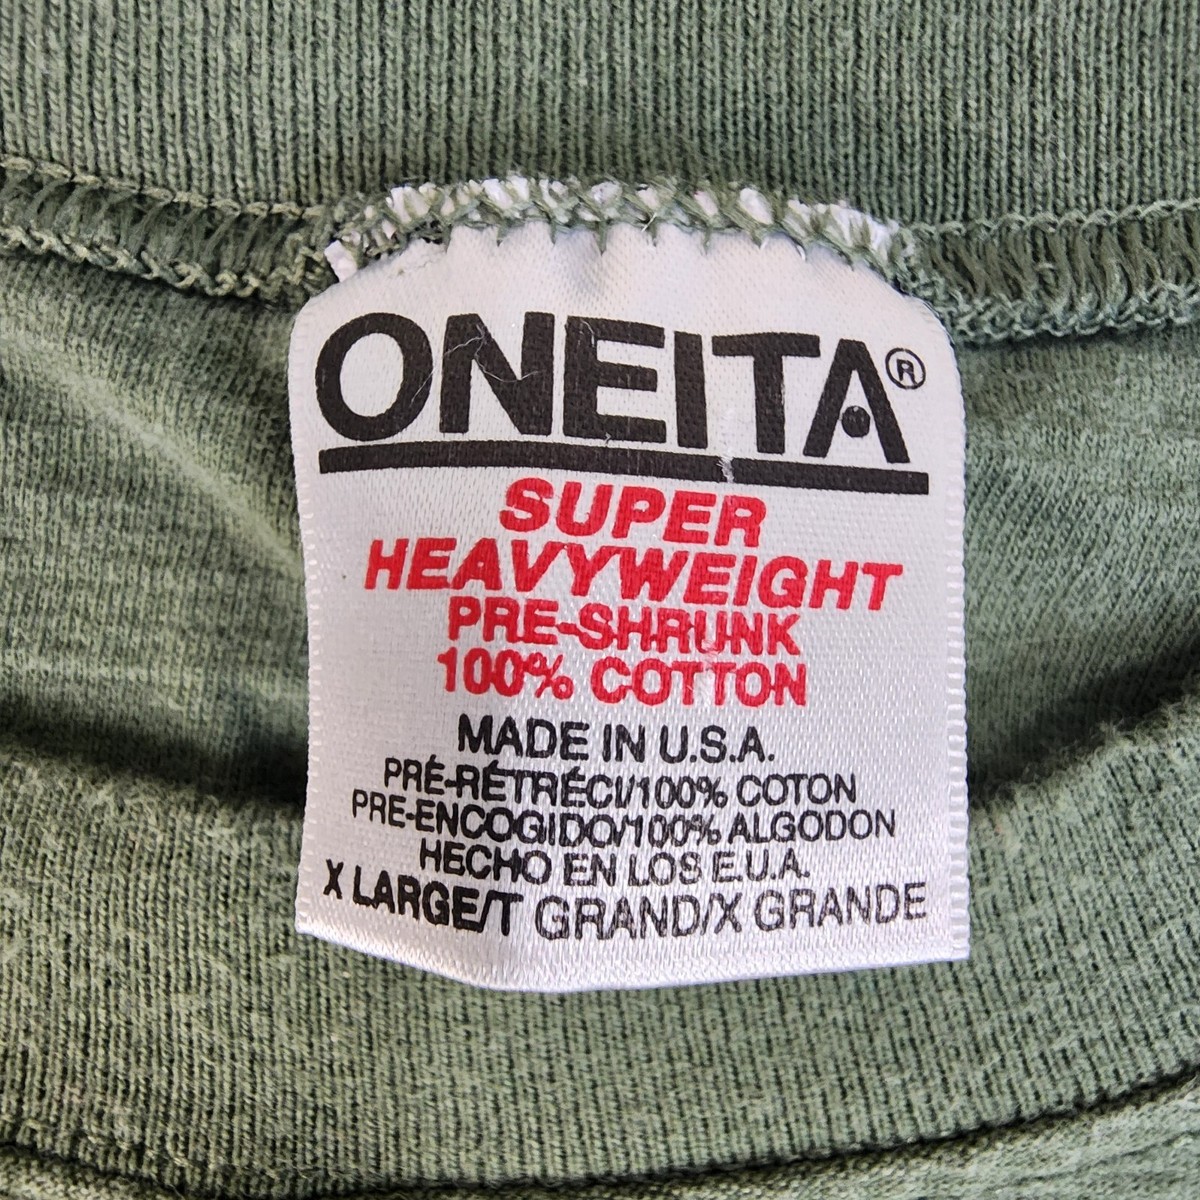 ONEITA®
SUPER
HEAVYWEIGHT
PRE-SHRUNK
100% COTTON
MADE IN U.S.A.
PRÉ-RÉTRÉCI/100% COTON
PRE-ENCOGIDO/100% ALGODON
HECHO EN LOS E.U.A.
X LARGE/T GRAND/X GRANDE